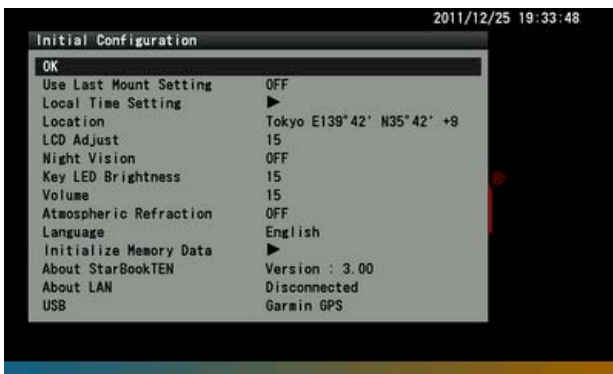 2011/12/25 19:33:48
Initial Configuration
OK
Use Last Mount Setting OFF
Local Time Setting ▶
Location Tokyo E139°42′ N35°42′ +9
LCD Adjust 15
Night Vision OFF
Key LED Brightness 15
Volume 15
Atmospheric Refraction OFF
Language English
Initialize Memory Data ▶
About StarBookTEN Version : 3.00
About LAN Disconnected
USB Garmin GPS
®